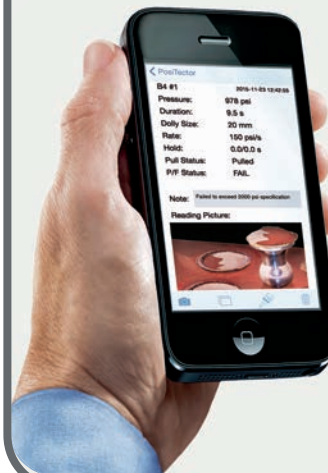 PosiTector
B4 #1 2015-11-23 12:42:55
Pressure: 978 psi
Duration: 9.5 s
Dolly Size: 20 mm
Rate: 150 psi/s
Hold: 0.0/0.0 s
Pull Status: Pulled
P/F Status: FAIL
Note: Failed to exceed 2000 psi specification
Reading Picture: